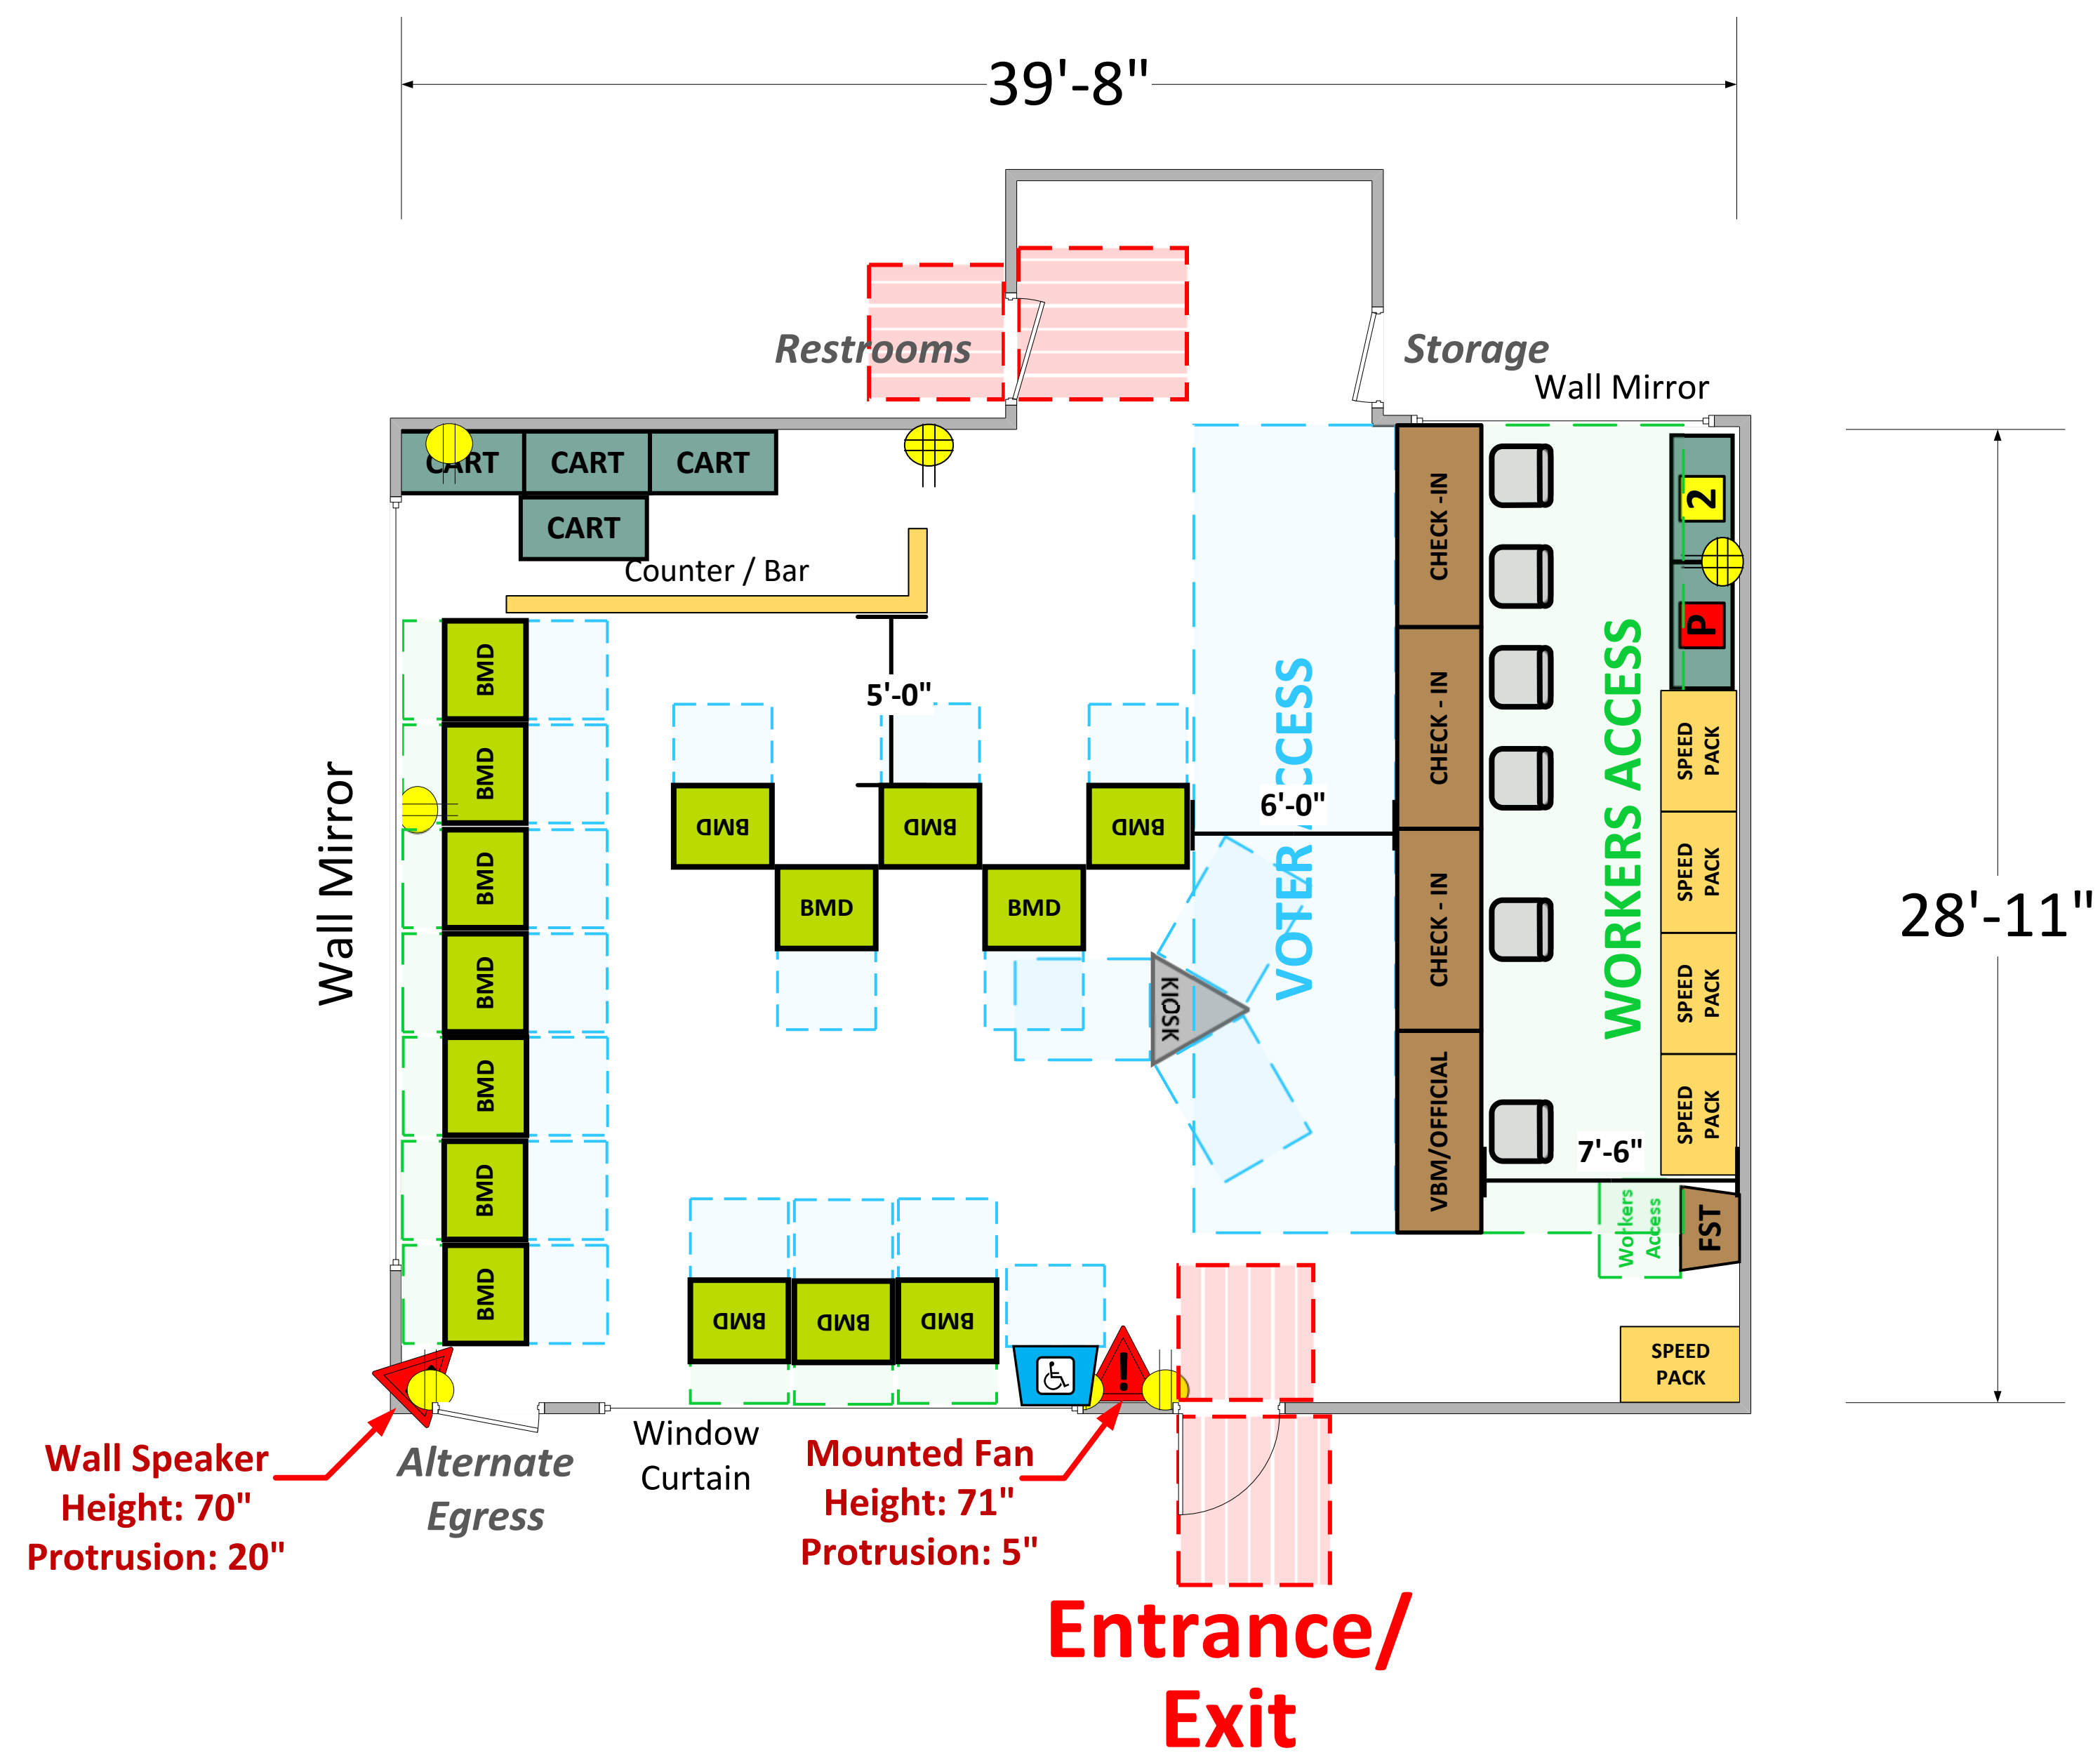 39'-8"
Restrooms
Storage
Wall Mirror
CART
CART
CART
CART
Counter / Bar
5'-0"
6'-0"
7'-6"
28'-11"
Wall Mirror
BMD
BMD
BMD
BMD
BMD
BMD
BMD
BMD
BMD
BMD
BMD
BMD
KIOSK
VOTER ACCESS
CHECK -IN
CHECK - IN
CHECK - IN
VBM/OFFICIAL
WORKERS ACCESS
2
P
SPEED
PACK
SPEED
PACK
SPEED
PACK
SPEED
PACK
Workers
Access
FST
SPEED
PACK
BMD
BMD
BMD
!
Wall Speaker
Height: 70"
Protrusion: 20"
Alternate
Egress
Window
Curtain
Mounted Fan
Height: 71"
Protrusion: 5"
Entrance/
Exit